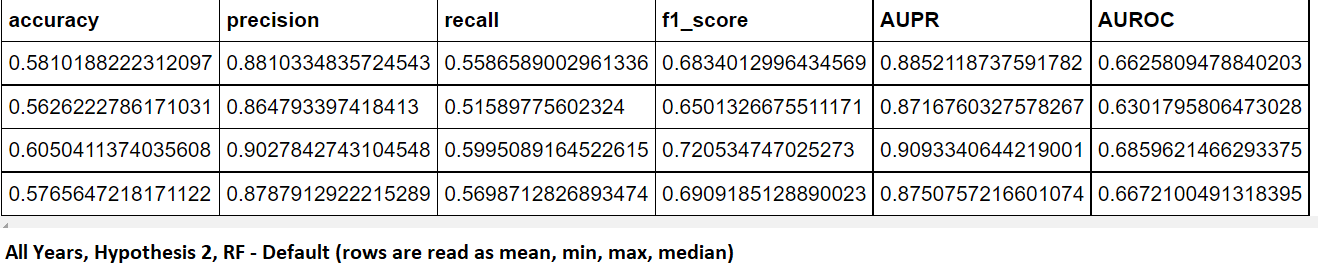 accuracy precision recall f1_score AUPR AUROC
0.5810188222312097 0.8810334835724543 0.5586589002961336 0.6834012996434569 0.8852118737591782 0.6625809478840203
0.5626222786171031 0.864793397418413 0.51589775602324 0.6501326675511171 0.8716760327578267 0.6301795806473028
0.6050411374035608 0.9027842743104548 0.5995089164522615 0.720534747025273 0.9093340644219001 0.6859621466293375
0.5765647218171122 0.8787912922215289 0.5698712826893474 0.6909185128890023 0.8750757216601074 0.6672100491318395
All Years, Hypothesis 2, RF - Default (rows are read as mean, min, max, median)